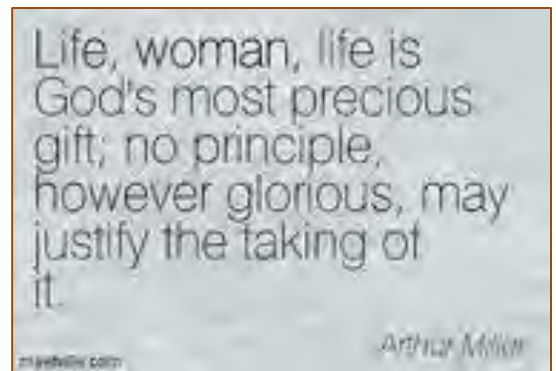 Life, woman, life is
God's most precious
gift; no principle,
however glorious, may
justify the taking of
it.
Arthur Miller